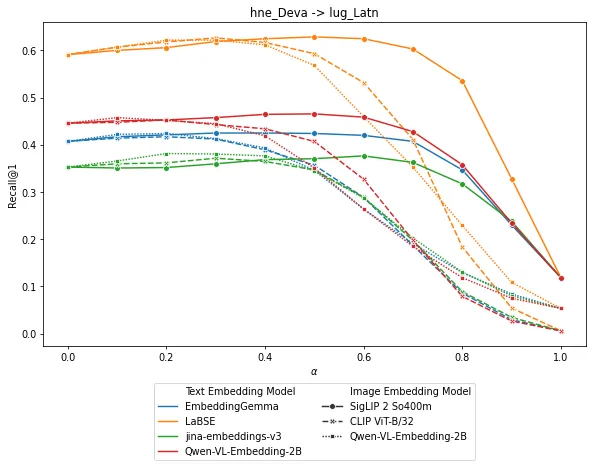 hne_Deva -> lug_Latn
Recall@1
0.6
0.5
0.4
0.3
0.2
0.1
0.0
0.0 0.2 0.4 0.6 0.8 1.0
α
Text Embedding Model Image Embedding Model
EmbeddingGemma SigLIP 2 So400m
LaBSE CLIP ViT-B/32
jina-embeddings-v3 Qwen-VL-Embedding-2B
Qwen-VL-Embedding-2B